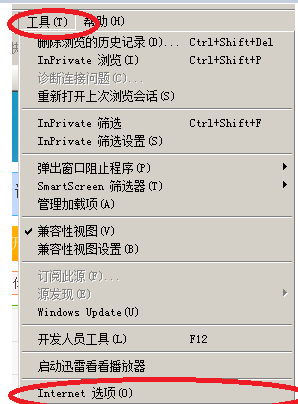 工具(T) 帮助(H)
删除浏览的历史记录(D)... Ctrl+Shift+Del
InPrivate 浏览(I) Ctrl+Shift+P
诊断连接问题(C)...
重新打开上次浏览会话(S)
InPrivate 筛选 Ctrl+Shift+F
InPrivate 筛选设置(S)
弹出窗口阻止程序(P)
SmartScreen 筛选器(T)
管理加载项(A)
兼容性视图(V)
兼容性视图设置(B)
订阅此源(F)...
源发现(E)
Windows Update(U)
开发人员工具(L) F12
启动迅雷看看播放器
Internet 选项(O)